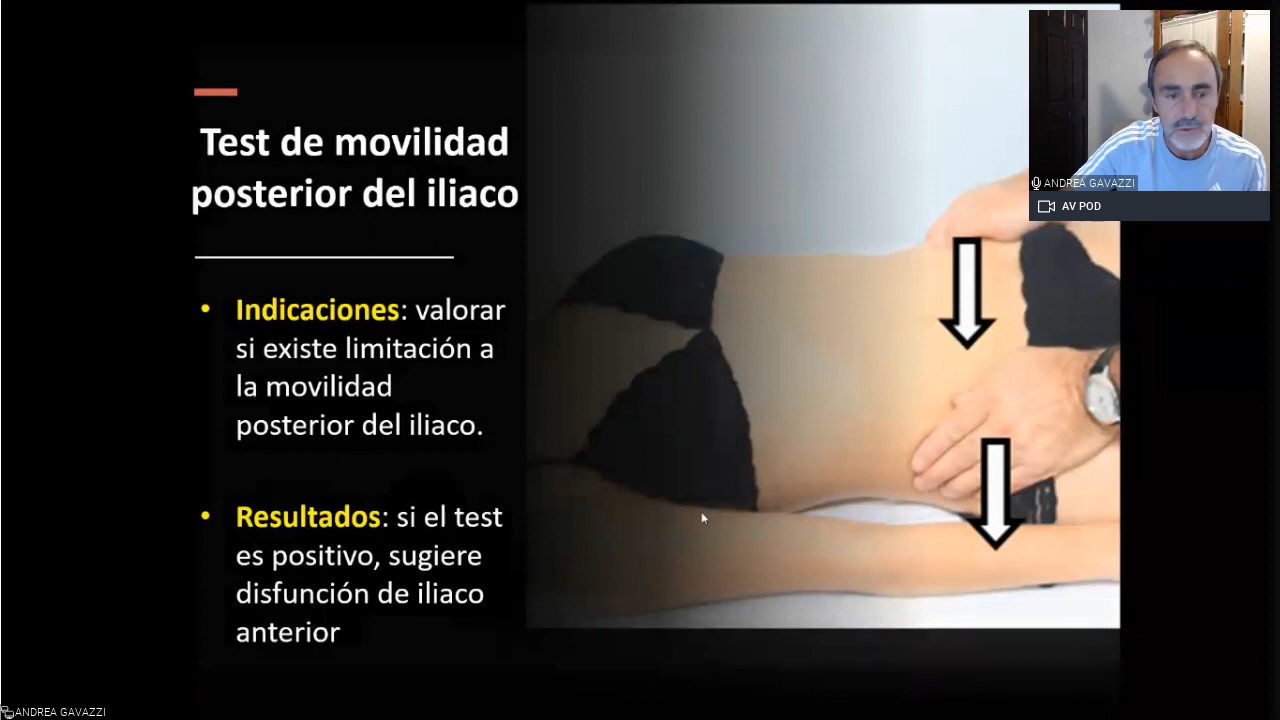 Test de movilidad
posterior del iliaco
• Indicaciones: valorar
si existe limitación a
la movilidad
posterior del iliaco.
• Resultados: si el test
es positivo, sugiere
disfunción de iliaco
anterior
ANDREA GAVAZZI
AV POD
ANDREA GAVAZZI